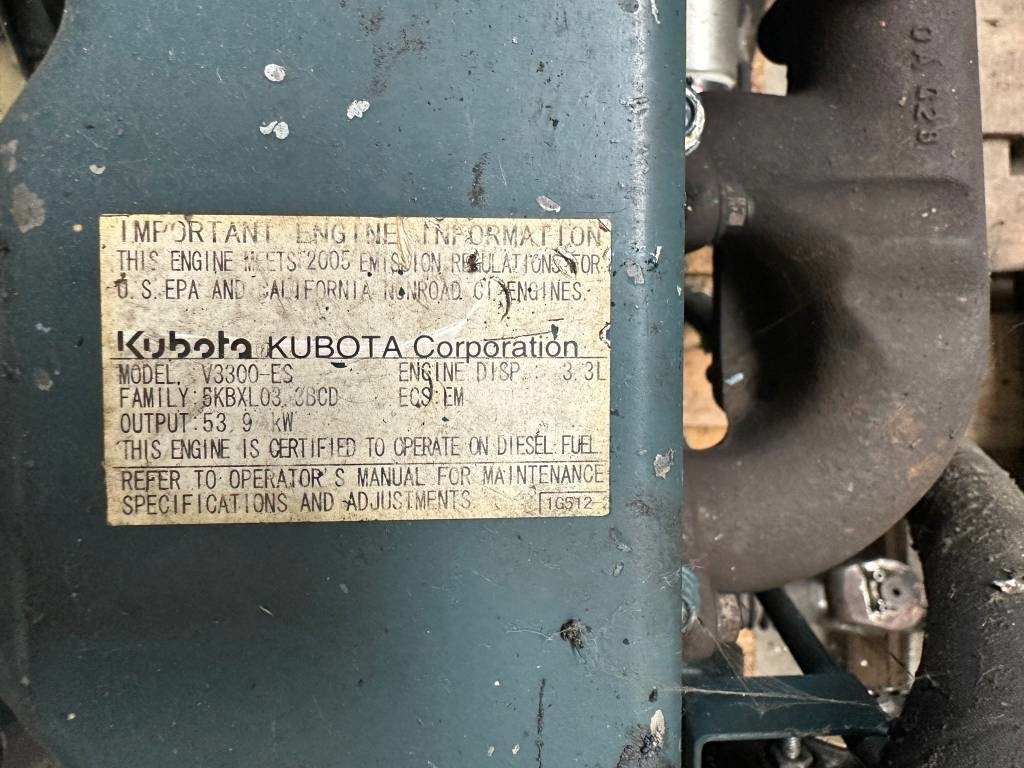 IMPORTANT ENGINE INFORMATION
THIS ENGINE MEETS 2005 EMISSION REGULATIONS FOR
U.S.EPA AND CALIFORNIA NONROAD CI ENGINES.
Kubota KUBOTA Corporation
MODEL: V3300-ES ENGINE DISP. : 3.3L
FAMILY:5KBXL03.3BCD ECS:EM
OUTPUT:53.9 kW
THIS ENGINE IS CERTIFIED TO OPERATE ON DIESEL FUEL.
REFER TO OPERATOR'S MANUAL FOR MAINTENANCE
SPECIFICATIONS AND ADJUSTMENTS. 1G512